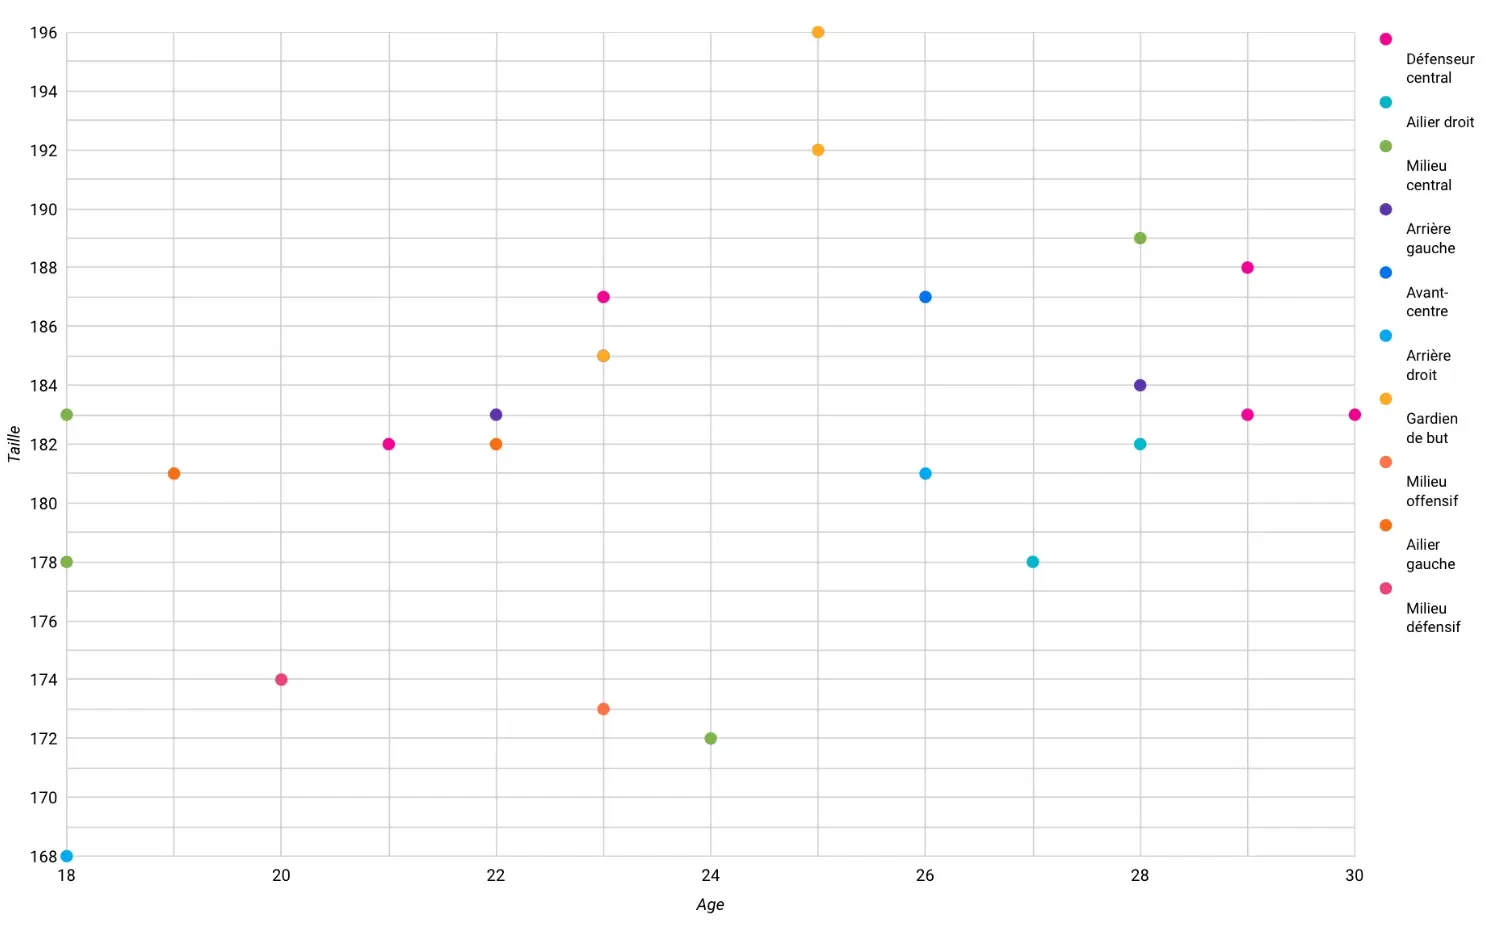 196
194
192
190
188
186
184
182
180
178
176
174
172
170
168
Taille
18 20 22 24 26 28 30
Age
Défenseur
central
Ailier droit
Milieu
central
Arrière
gauche
Avant-
centre
Arrière
droit
Gardien
de but
Milieu
offensif
Ailier
gauche
Milieu
défensif